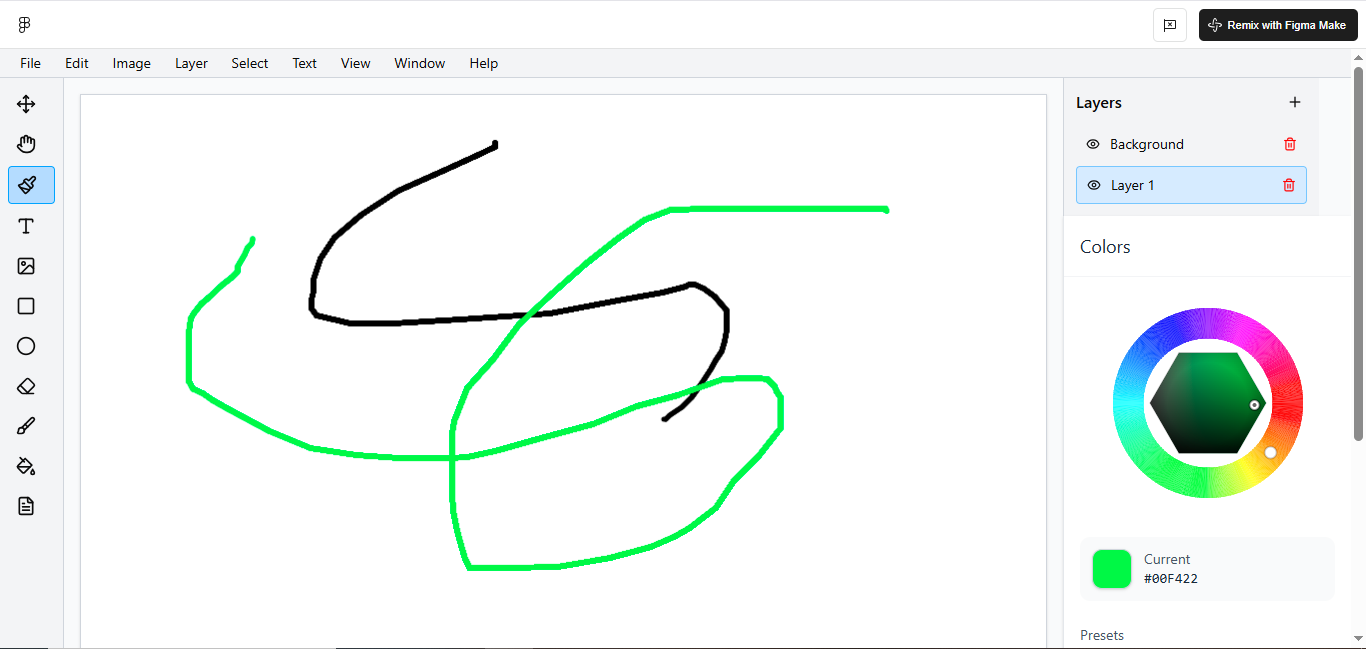 Remix with Figma Make
File Edit Image Layer Select Text View Window Help
Layers
Background
Layer 1
Colors
Current
#00F422
Presets